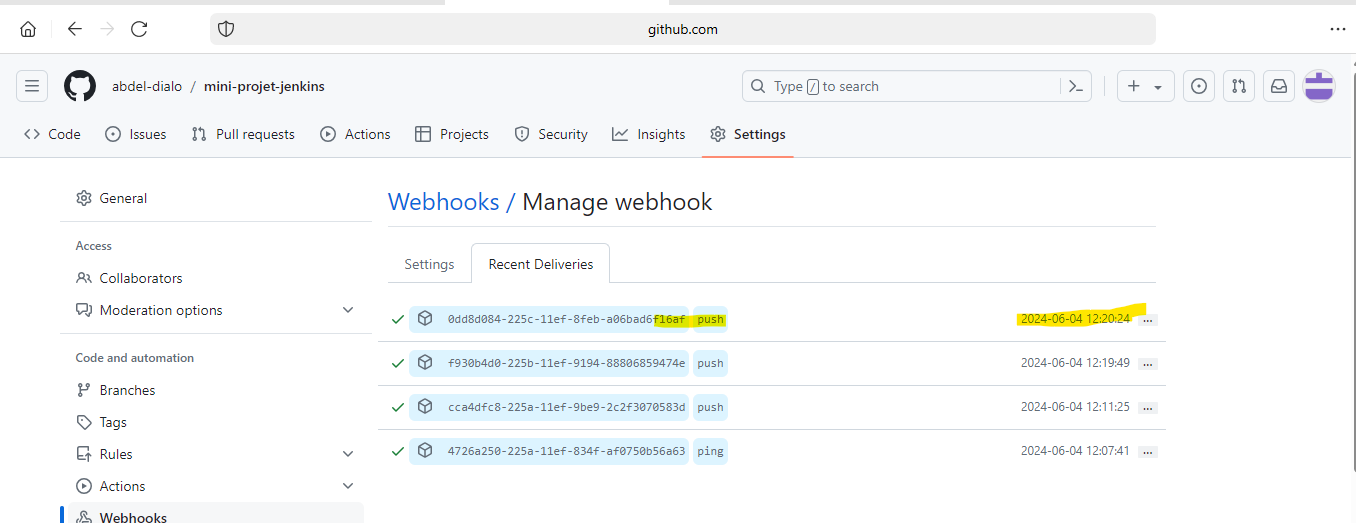 github.com
abdel-dialo / mini-projet-jenkins
Type / to search
Code Issues Pull requests Actions Projects Security Insights Settings
General
Access
Collaborators
Moderation options
Code and automation
Branches
Tags
Rules
Actions
Webhooks
Webhooks / Manage webhook
Settings Recent Deliveries
0dd8d084-225c-11ef-8feb-a06bad6f16af push 2024-06-04 12:20:24 ...
f930b4d0-225b-11ef-9194-88806859474e push 2024-06-04 12:19:49 ...
cca4dfc8-225a-11ef-9be9-2c2f3070583d push 2024-06-04 12:11:25 ...
4726a250-225a-11ef-834f-af0750b56a63 ping 2024-06-04 12:07:41 ...